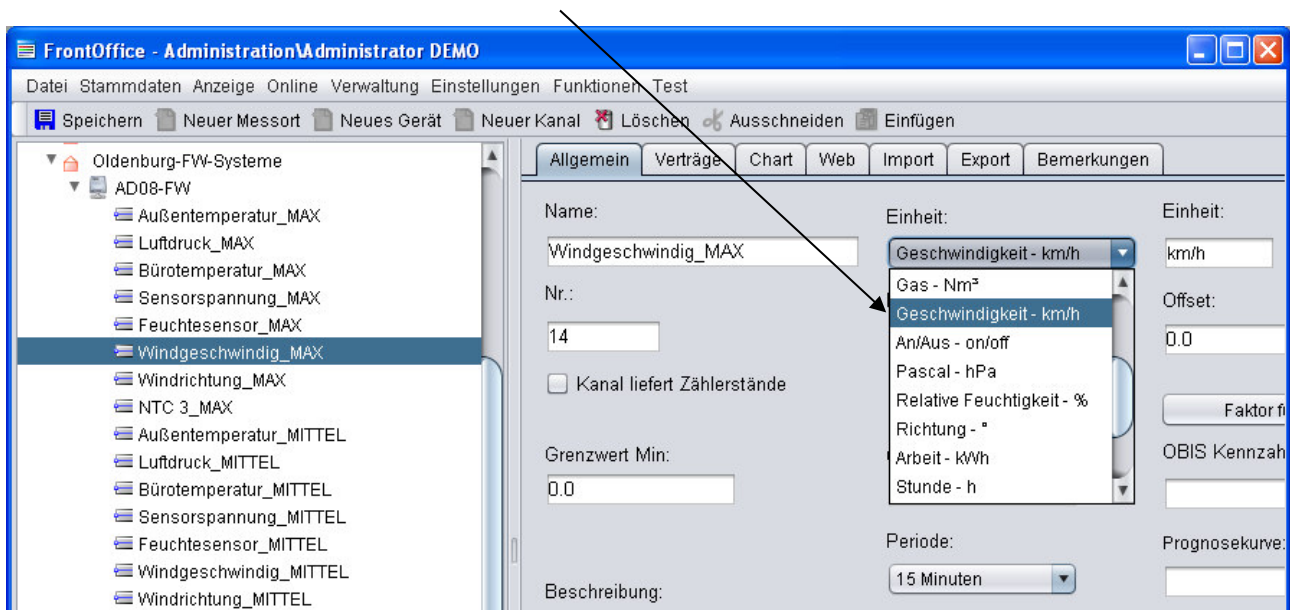 FrontOffice - Administration\Administrator DEMO
Datei Stammdaten Anzeige Online Verwaltung Einstellungen Funktionen Test
Speichern Neuer Messort Neues Gerät Neuer Kanal Löschen Ausschneiden Einfügen
Oldenburg-FW-Systeme
AD08-FW
Außentemperatur_MAX
Luftdruck_MAX
Bürotemperatur_MAX
Sensorspannung_MAX
Feuchtesensor_MAX
Windgeschwindig_MAX
Windrichtung_MAX
NTC 3_MAX
Außentemperatur_MITTEL
Luftdruck_MITTEL
Bürotemperatur_MITTEL
Sensorspannung_MITTEL
Feuchtesensor_MITTEL
Windgeschwindig_MITTEL
Windrichtung_MITTEL
Allgemein Verträge Chart Web Import Export Bemerkungen
Name:
Windgeschwindig_MAX
Nr.:
14
Kanal liefert Zählerstände
Grenzwert Min:
0.0
Beschreibung:
Einheit:
Geschwindigkeit - km/h
Gas - Nm³
Geschwindigkeit - km/h
An/Aus - on/off
Pascal - hPa
Relative Feuchtigkeit - %
Richtung - °
Arbeit - kWh
Stunde - h
Periode:
15 Minuten
Einheit:
km/h
Offset:
0.0
Faktor
OBIS Kennzah
Prognosekurve: